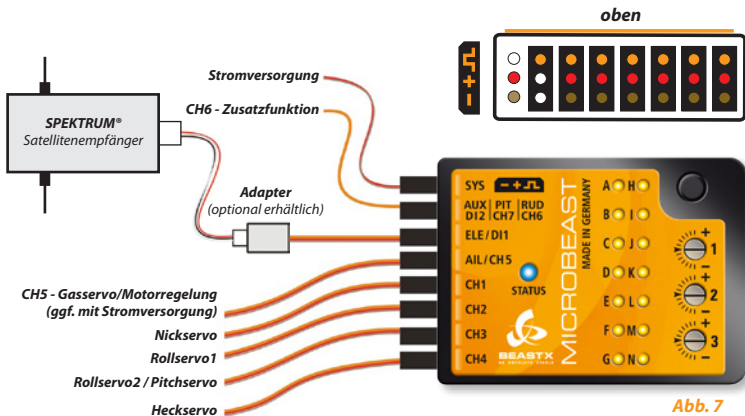 oben
Stromversorgung
CH6 - Zusatzfunktion
SPEKTRUM®
Satellitenempfänger
Adapter
(optional erhältlich)
CH5 - Gasservo/Motorregelung
(ggf. mit Stromversorgung)
Nickservo
Rollservo1
Rollservo2 / Pitchservo
Heckservo
SYS
AUX | PIT | RUD
DI2 | CH7 | CH6
ELE / DI1
AIL / CH5
CH1
CH2
CH3
CH4
STATUS
BEASTX
MICROBEAST
MADE IN GERMANY
A H
B I
C J
D K
E L
F M
G N
+ 1 -
+ 2 -
+ 3 -
Abb. 7